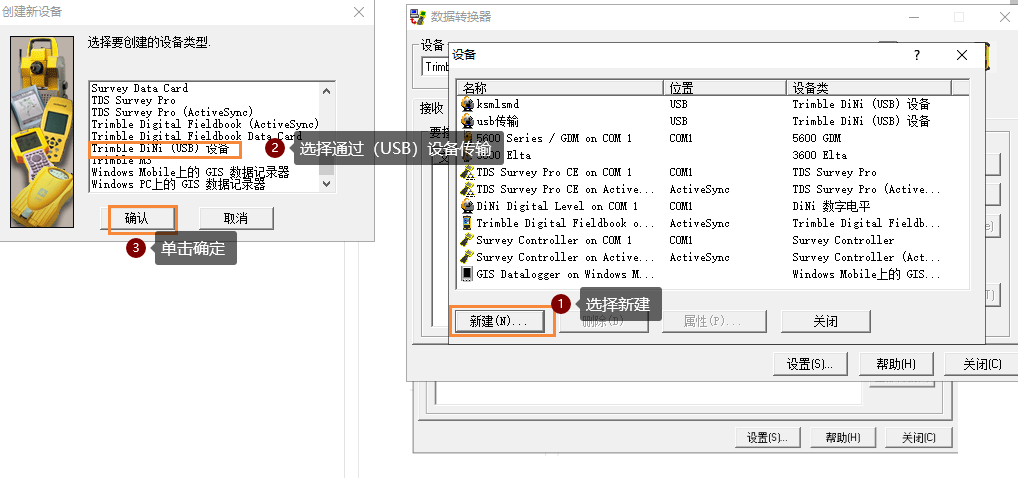 创建新设备
选择要创建的设备类型.
Survey Data Card
TDS Survey Pro
TDS Survey Pro (ActiveSync)
Trimble Digital Fieldbook (ActiveSync)
Trimble Digital Fieldbook Data Card
Trimble DiNi (USB) 设备
Trimble M3
Windows Mobile上的 GIS 数据记录器
Windows PC上的 GIS 数据记录器
2 选择通过（USB）设备传输
确认
取消
3 单击确定
数据转换器
设备
Trimb
接收
设备
?
名称 位置 设备类
ksmlsmd USB Trimble DiNi (USB) 设备
usb传输 USB Trimble DiNi (USB) 设备
5600 Series / GDM on COM 1 COM1 5600 GDM
3600 Elta
TDS Survey Pro CE on COM 1 COM1 TDS Survey Pro
TDS Survey Pro CE on Active... ActiveSync TDS Survey Pro (Active...
DiNi Digital Level on COM 1 COM1 DiNi 数字电平
Trimble Digital Fieldbook o... ActiveSync Trimble Digital Fieldb...
Survey Controller on COM 1 COM1 Survey Controller
Survey Controller on Active... ActiveSync Survey Controller (Act...
GIS Datalogger on Windows M... Windows Mobile上的 GIS...
1 选择新建
新建(N)...
删除(D)
属性(P)...
关闭
设置(S)...
帮助(H)
关闭(C)
设置(S)...
帮助(H)
关闭(C)